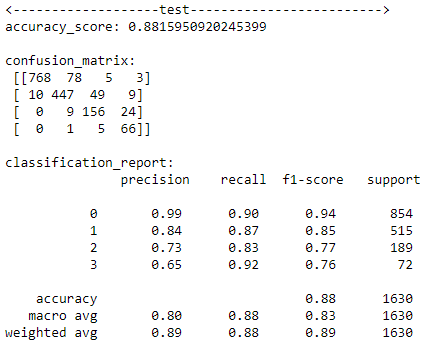 <-------------------test------------------------->
accuracy_score: 0.8815950920245399
confusion_matrix:
[[768 78 5 3]
[ 10 447 49 9]
[ 0 9 156 24]
[ 0 1 5 66]]
classification_report:
precision recall f1-score support
0 0.99 0.90 0.94 854
1 0.84 0.87 0.85 515
2 0.73 0.83 0.77 189
3 0.65 0.92 0.76 72
accuracy 0.88 1630
macro avg 0.80 0.88 0.83 1630
weighted avg 0.89 0.88 0.89 1630